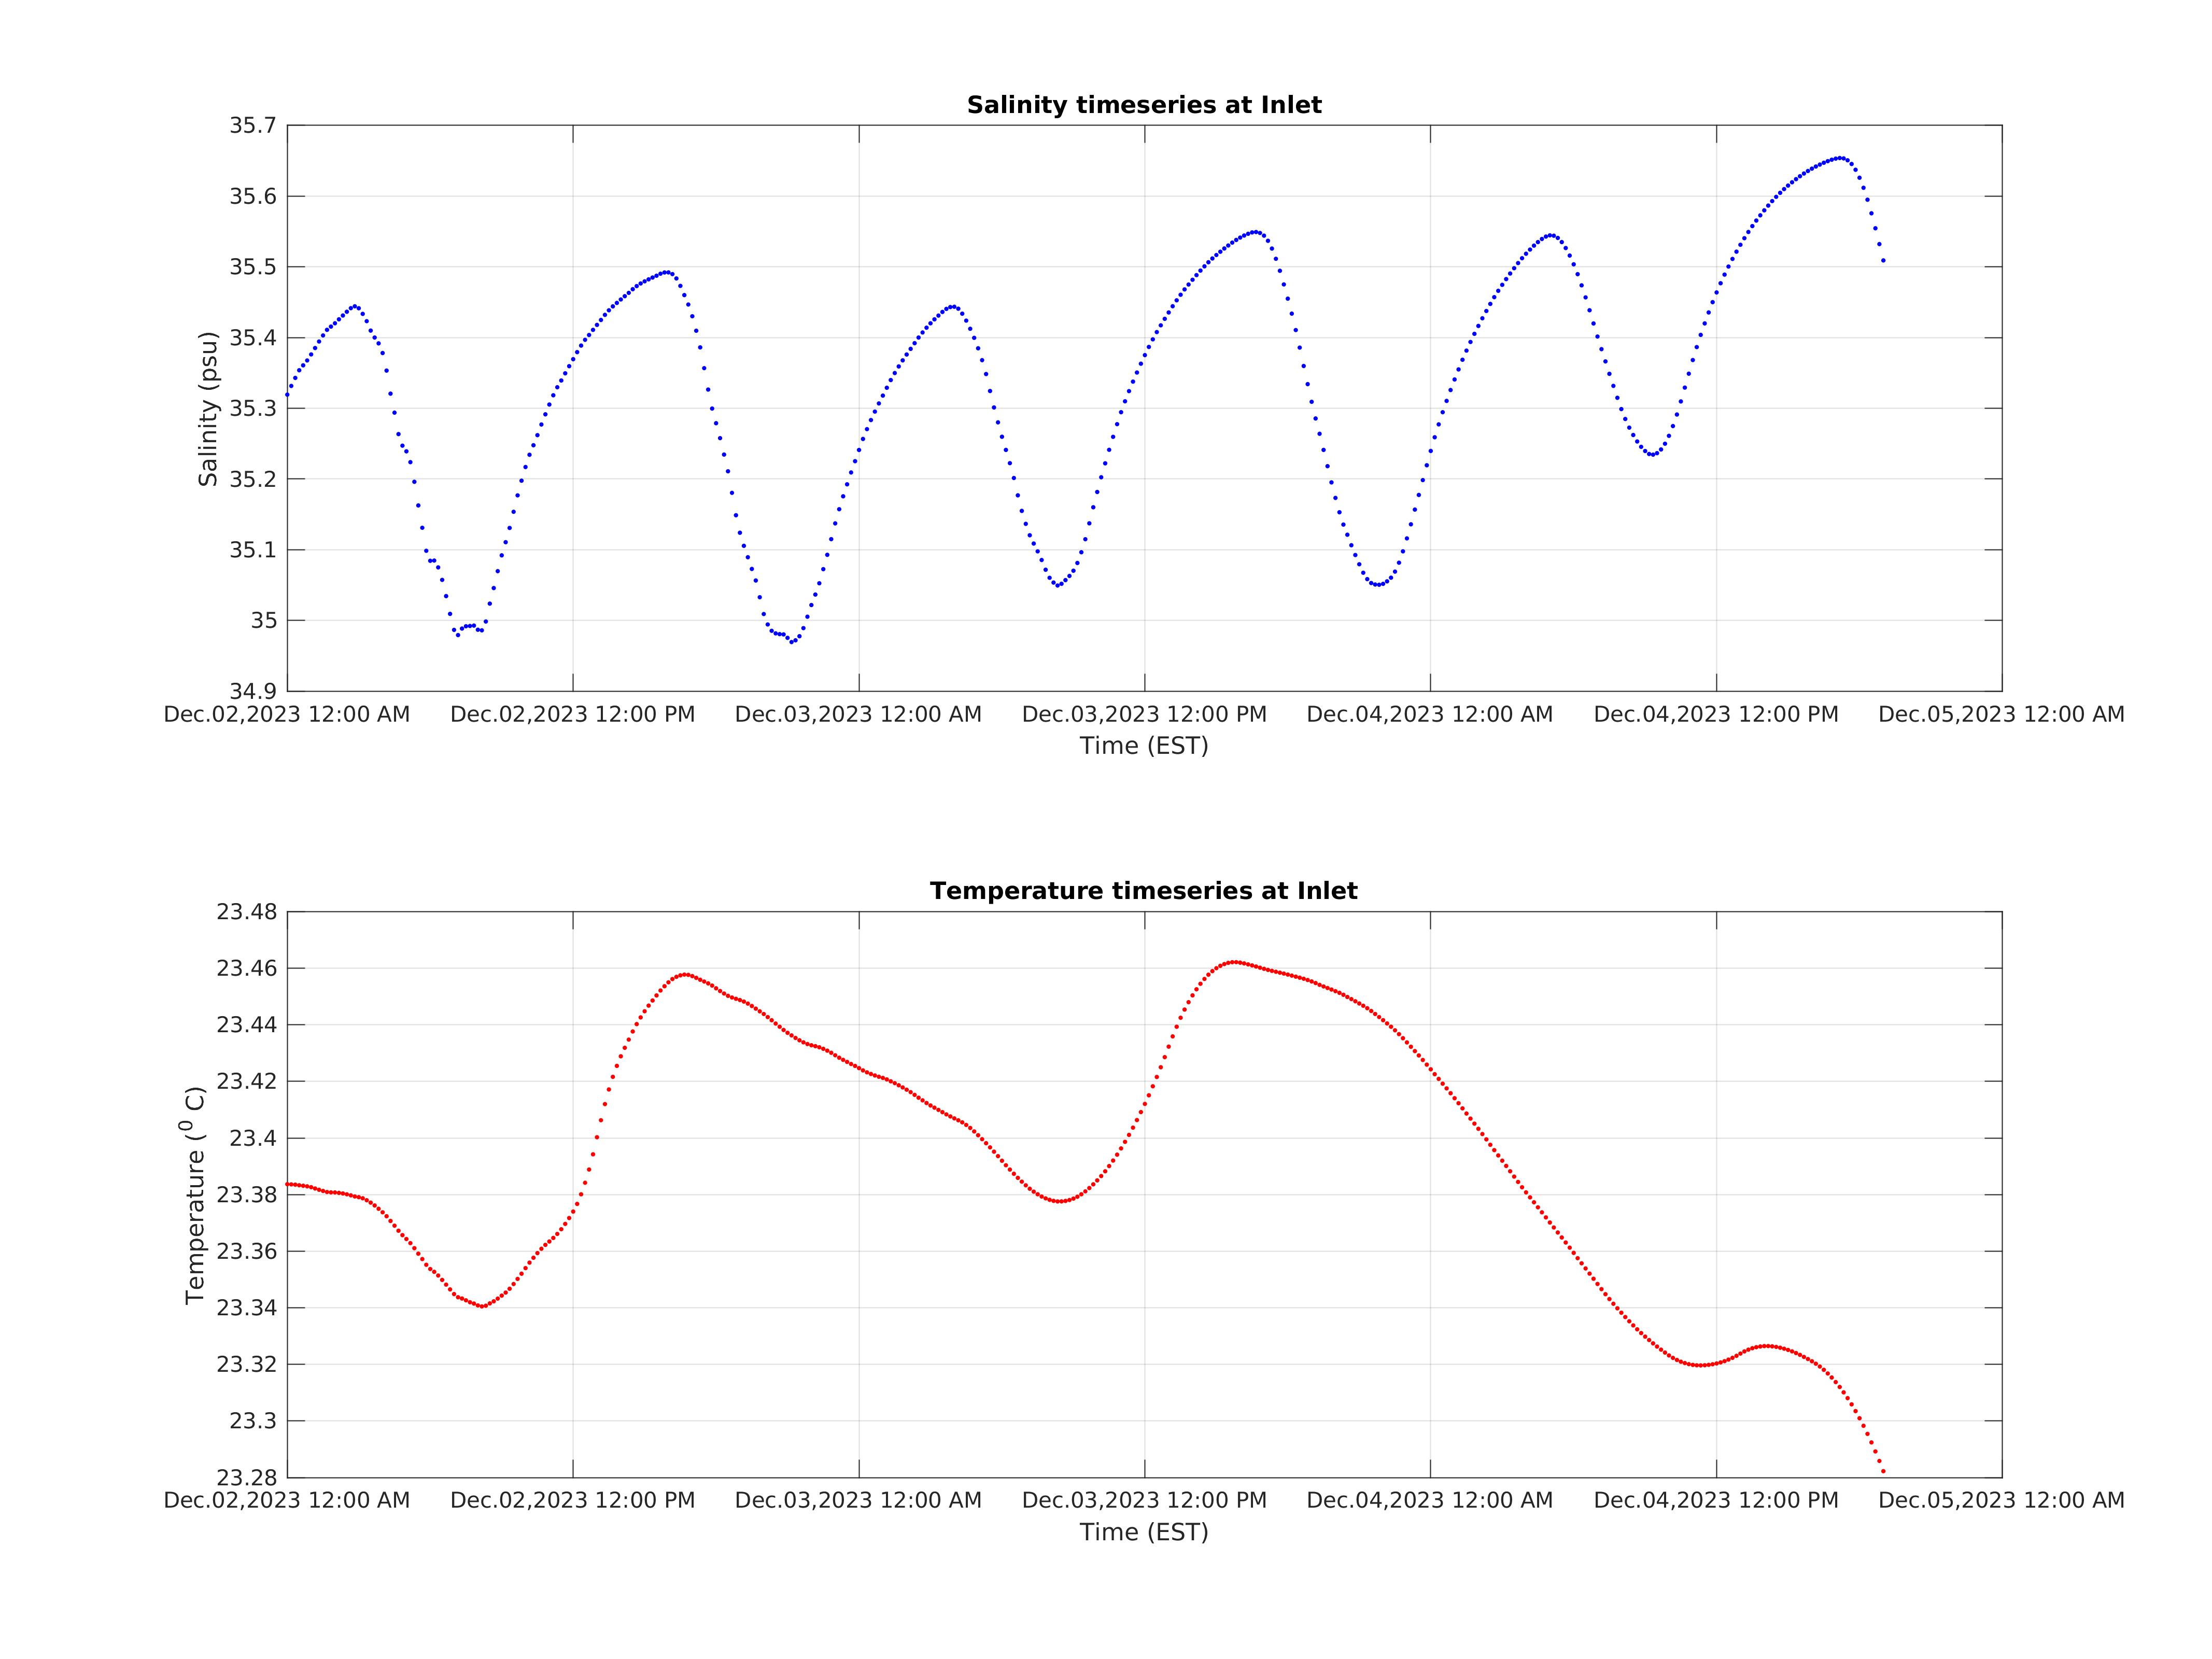 Salinity timeseries at Inlet
35.7
35.6
35.5
35.4
35.3
35.2
35.1
35
34.9
Salinity (psu)
Dec.02,2023 12:00 AM Dec.02,2023 12:00 PM Dec.03,2023 12:00 AM Dec.03,2023 12:00 PM Dec.04,2023 12:00 AM Dec.04,2023 12:00 PM Dec.05,2023 12:00 AM
Time (EST)
Temperature timeseries at Inlet
23.48
23.46
23.44
23.42
23.4
23.38
23.36
23.34
23.32
23.3
23.28
Temperature (⁰ C)
Dec.02,2023 12:00 AM Dec.02,2023 12:00 PM Dec.03,2023 12:00 AM Dec.03,2023 12:00 PM Dec.04,2023 12:00 AM Dec.04,2023 12:00 PM Dec.05,2023 12:00 AM
Time (EST)